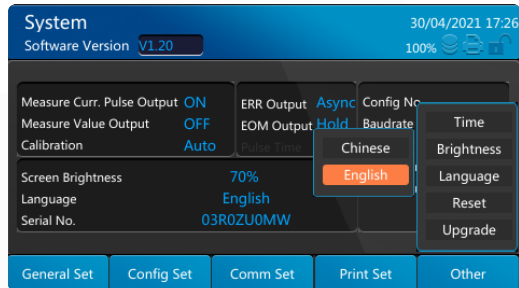 System
30/04/2021 17:26
Software Version V1.20
100%
Measure Curr. Pulse Output ON
ERR Output Async
Config No
Measure Value Output OFF
EOM Output Hold
Baudrate
Calibration Auto
Pulse Time
Screen Brightness 70%
Language English
Serial No. 03R0ZU0MW
Chinese
English
Time
Brightness
Language
Reset
Upgrade
General Set
Config Set
Comm Set
Print Set
Other